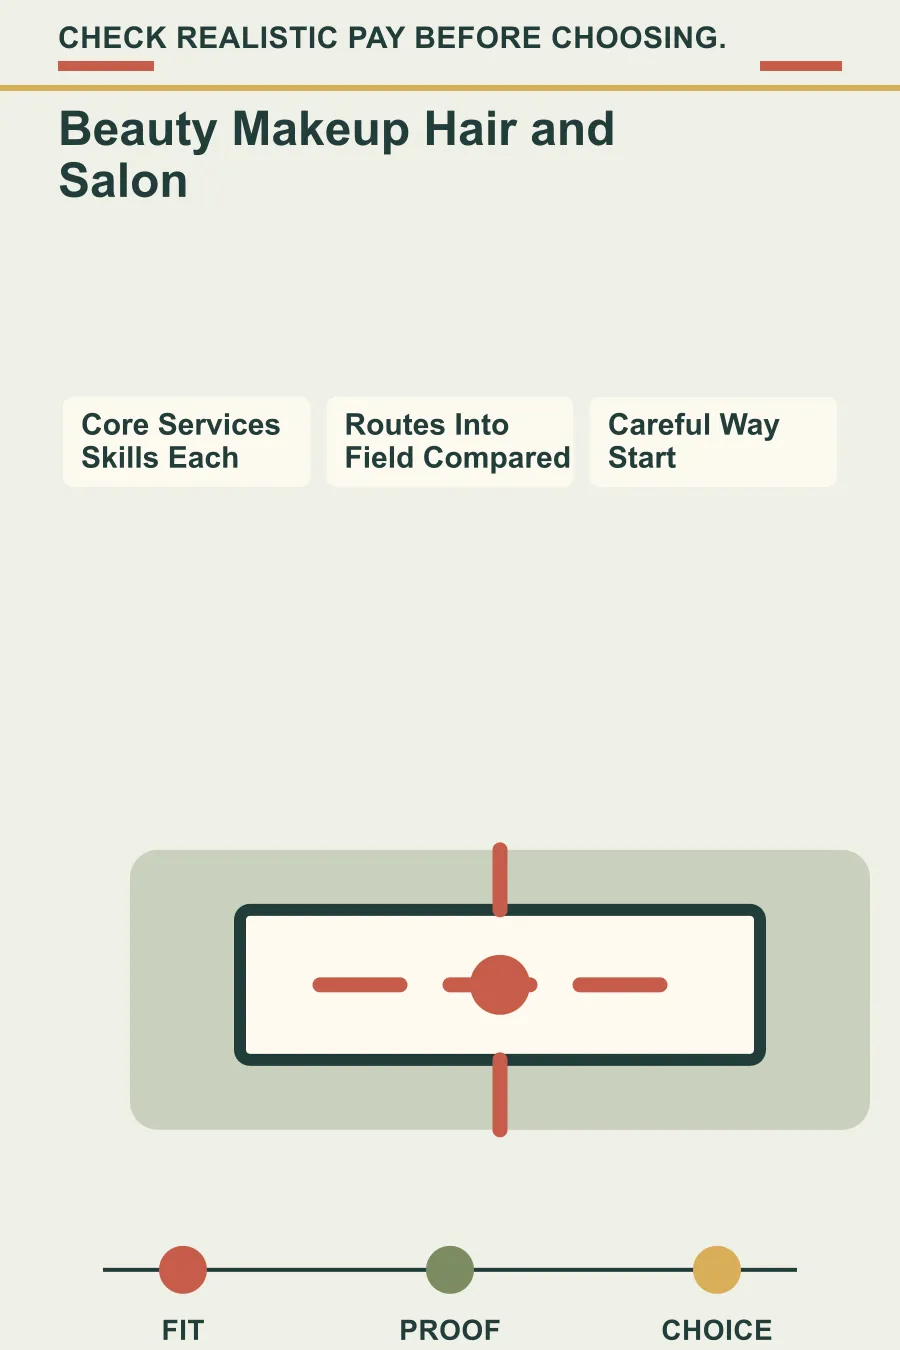 CHECK REALISTIC PAY BEFORE CHOOSING.
Beauty Makeup Hair and
Salon
Core Services
Skills Each
Routes Into
Field Compared
Careful Way
Start
FIT
PROOF
CHOICE